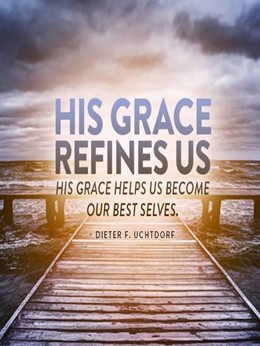 HIS GRACE
REFINES US
HIS GRACE HELPS US BECOME
OUR BEST SELVES.
- DIETER F. UCHTDORF